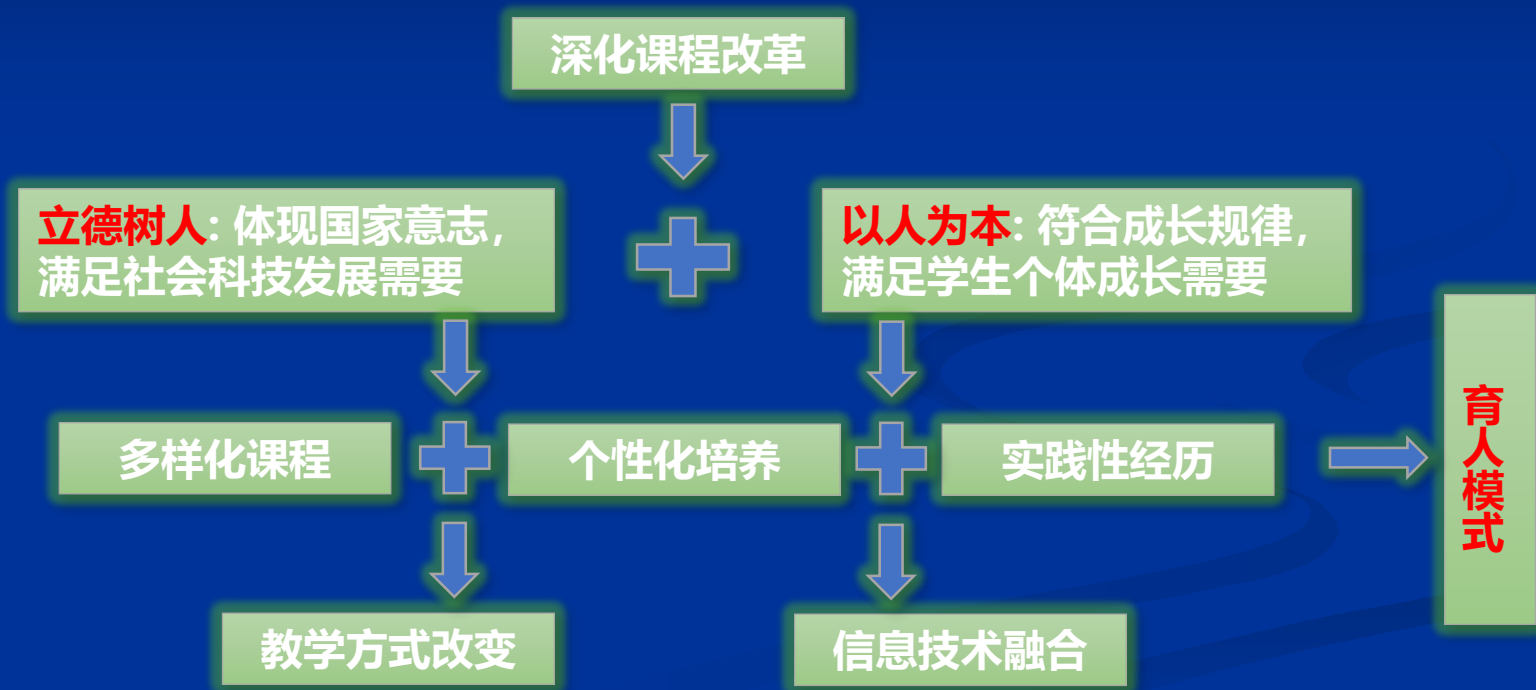 深化课程改革
立德树人: 体现国家意志,
满足社会科技发展需要
以人为本: 符合成长规律,
满足学生个体成长需要
多样化课程
个性化培养
实践性经历
育人模式
教学方式改变
信息技术融合